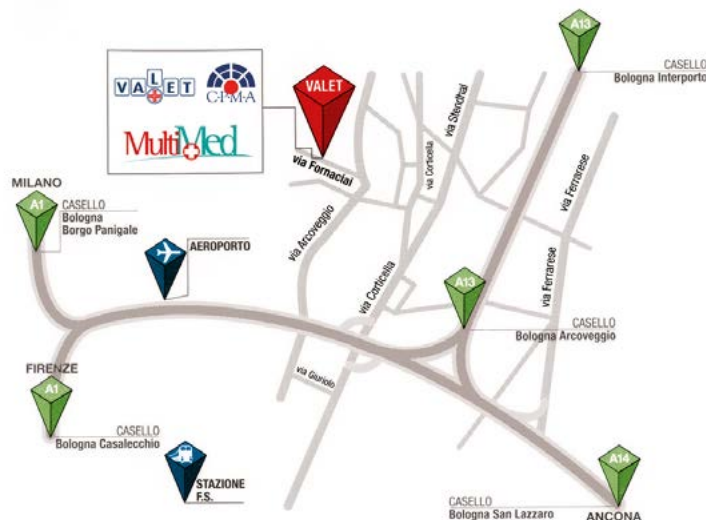 A13
CASELLO
Bologna Interporto
VALET
C·I·M·A
MultiMed
VALET
via Fornaciai
via Stendhal
via Corticella
via Ferrarese
MILANO
A1
CASELLO
Bologna
Borgo Panigale
AEROPORTO
via Arcoveggio
via Corticella
via Ferrarese
A13
CASELLO
Bologna Arcoveggio
FIRENZE
A1
via Giuriolo
CASELLO
Bologna Casalecchio
STAZIONE
F.S.
A14
CASELLO
Bologna San Lazzaro
ANCONA